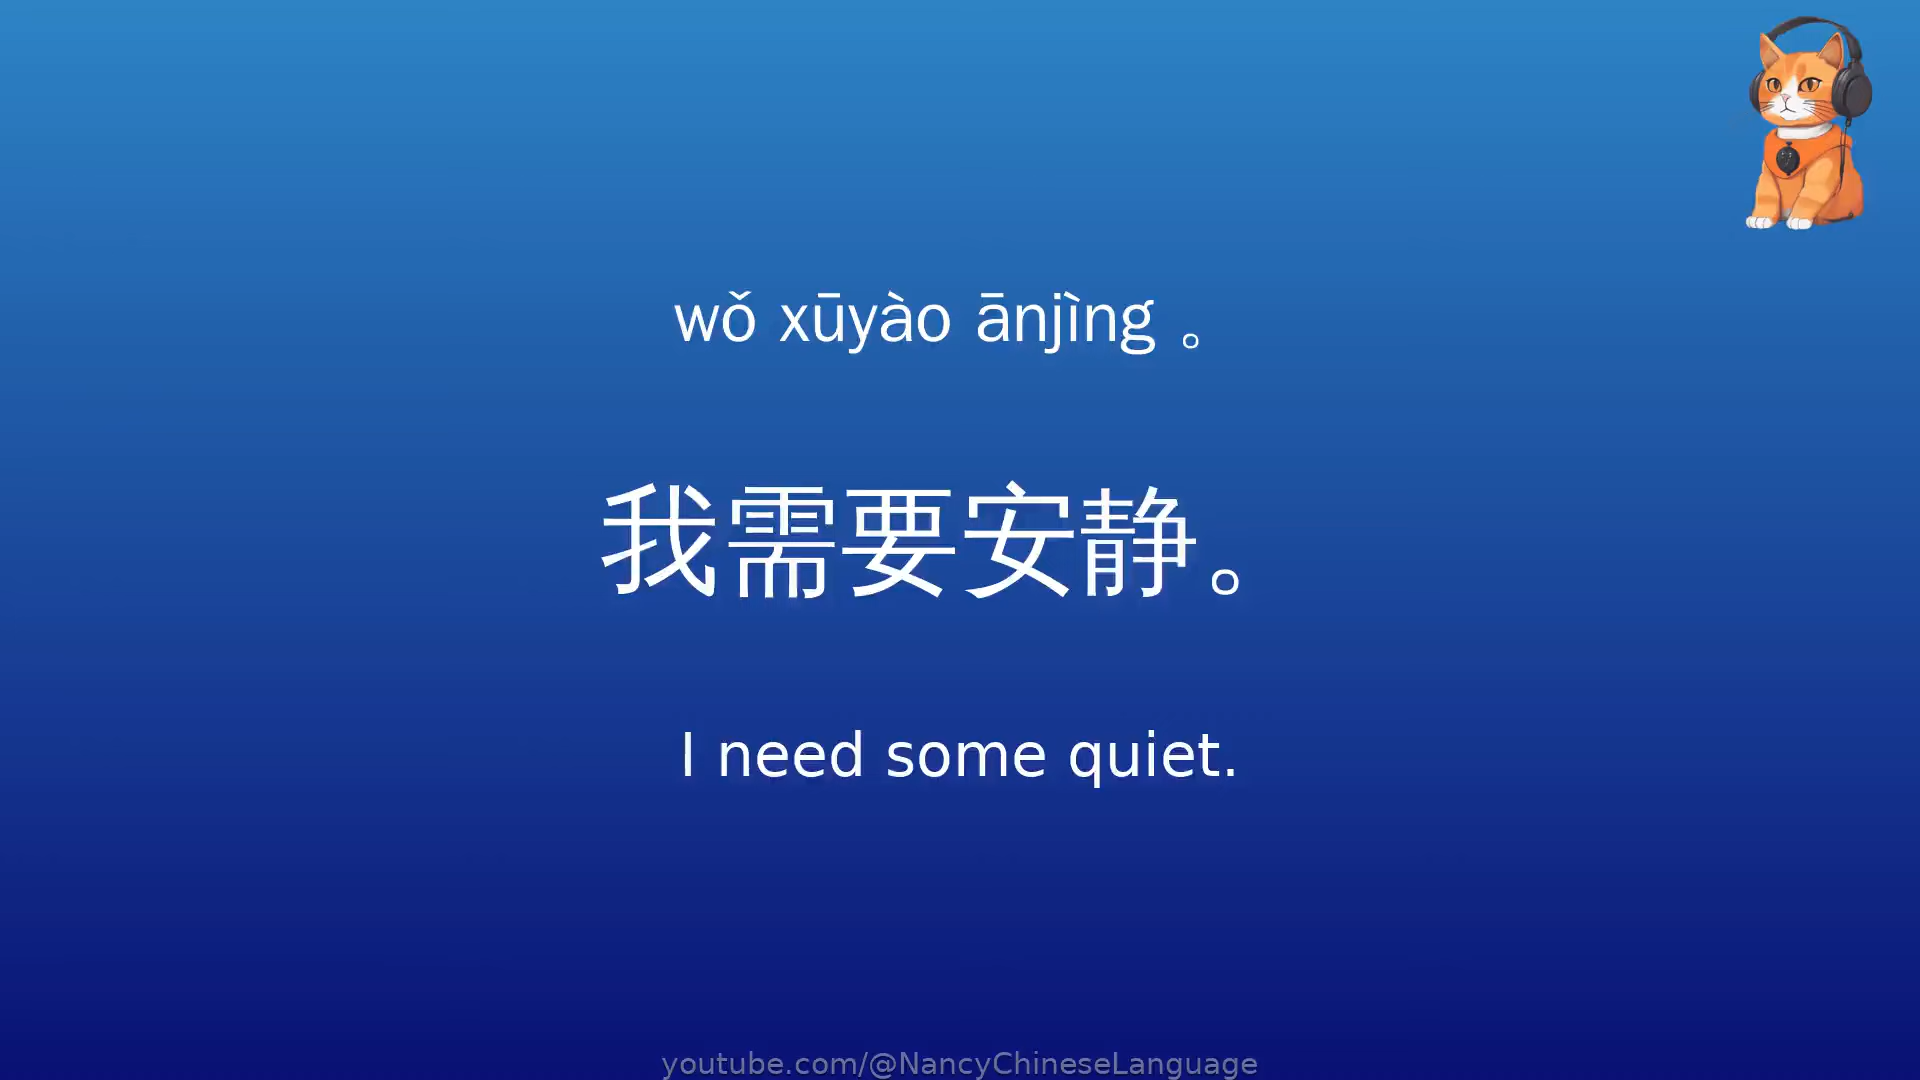 wǒ xūyào ānjìng 。
我需要安静。
I need some quiet.
youtube.com/@NancyChineseLanguage